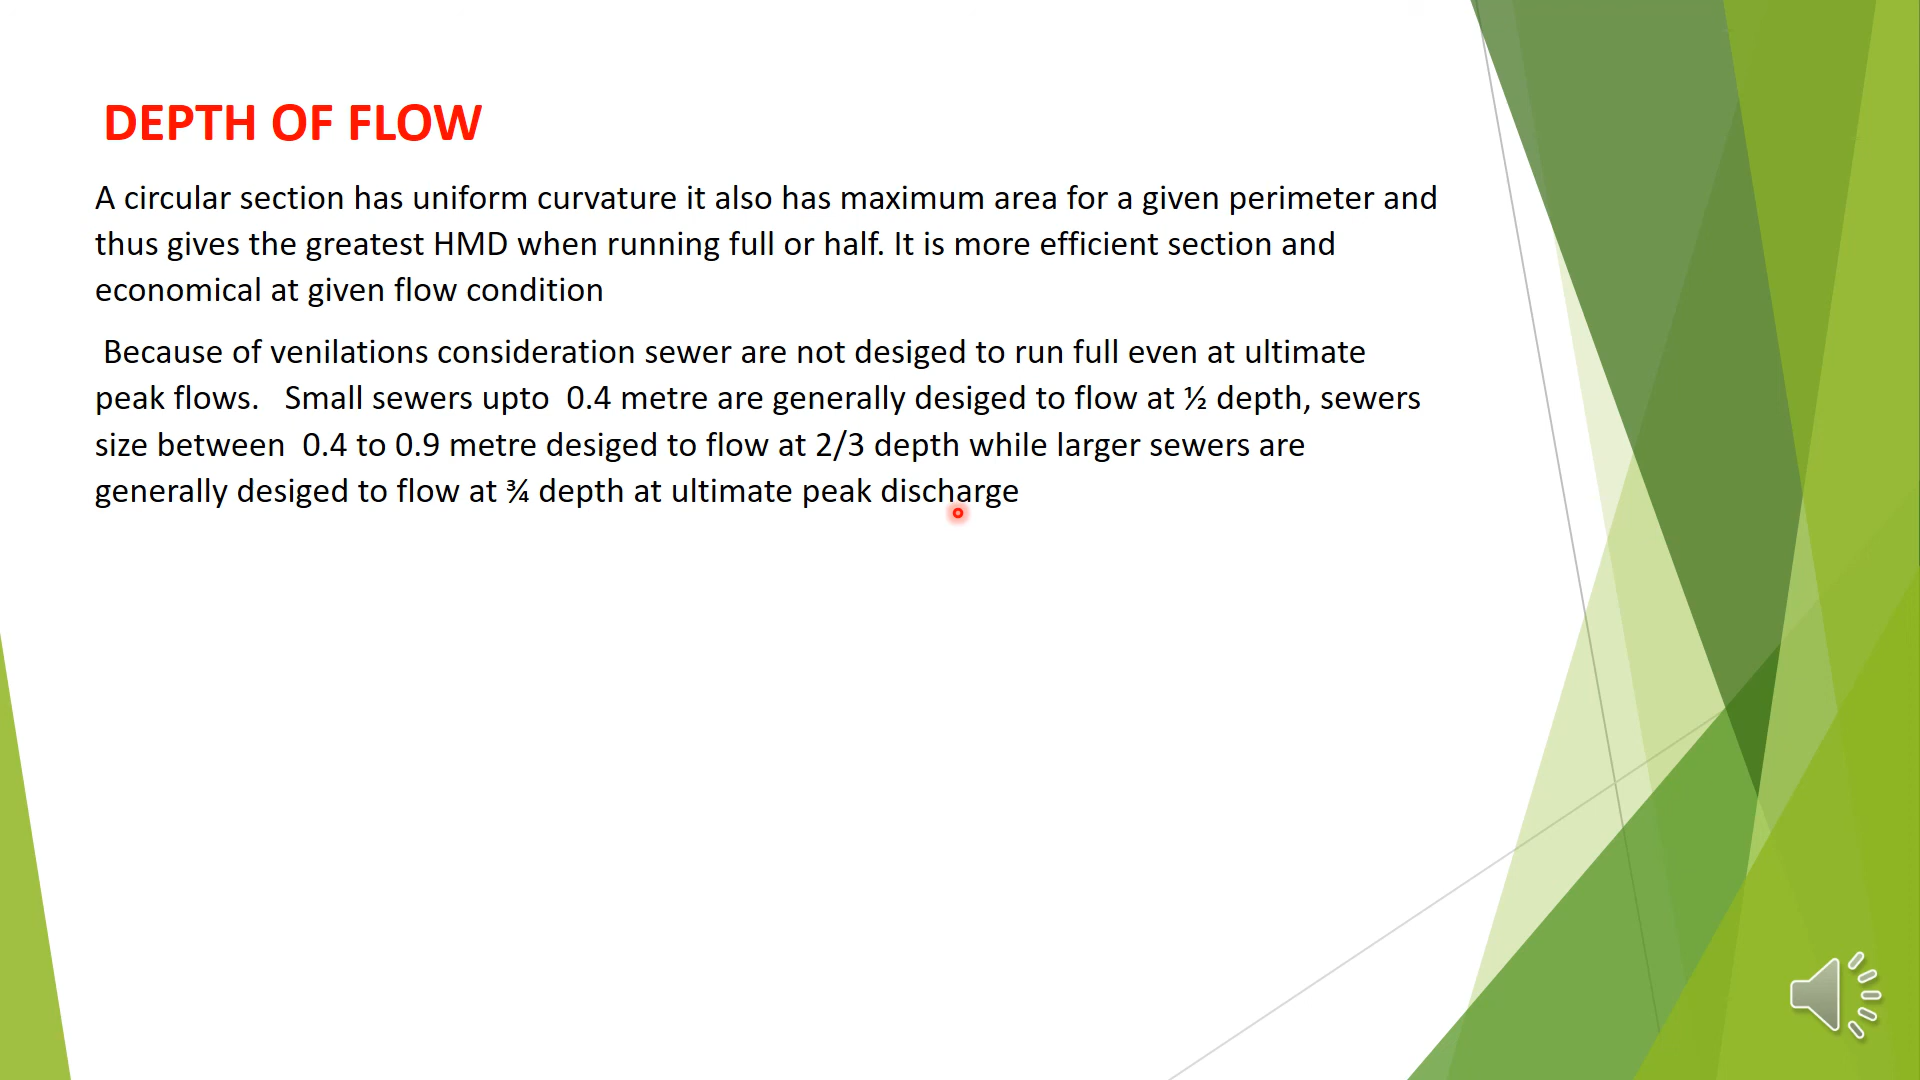 DEPTH OF FLOW
A circular section has uniform curvature it also has maximum area for a given perimeter and
thus gives the greatest HMD when running full or half. It is more efficient section and
economical at given flow condition
Because of venilations consideration sewer are not desiged to run full even at ultimate
peak flows. Small sewers upto 0.4 metre are generally desiged to flow at ½ depth, sewers
size between 0.4 to 0.9 metre desiged to flow at 2/3 depth while larger sewers are
generally desiged to flow at ¾ depth at ultimate peak discharge